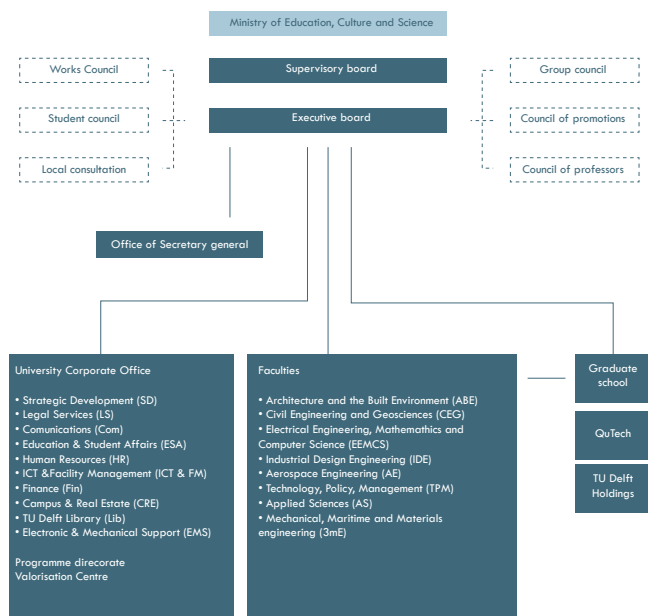 Ministry of Education, Culture and Science
Works Council
Supervisory board
Group council
Student council
Executive board
Council of promotions
Local consultation
Council of professors
Office of Secretary general
University Corporate Office
• Strategic Development (SD)
• Legal Services (LS)
• Comunications (Com)
• Education & Student Affairs (ESA)
• Human Resources (HR)
• ICT &Facility Management (ICT & FM)
• Finance (Fin)
• Campus & Real Estate (CRE)
• TU Delft Library (Lib)
• Electronic & Mechanical Support (EMS)
Programme direcorate
Valorisation Centre
Faculties
• Architecture and the Built Environment (ABE)
• Civil Engineering and Geosciences (CEG)
• Electrical Engineering, Mathemathics and
Computer Science (EEMCS)
• Industrial Design Engineering (IDE)
• Aerospace Engineering (AE)
• Technology, Policy, Management (TPM)
• Applied Sciences (AS)
• Mechanical, Maritime and Materials
engineering (3mE)
Graduate
school
QuTech
TU Delft
Holdings